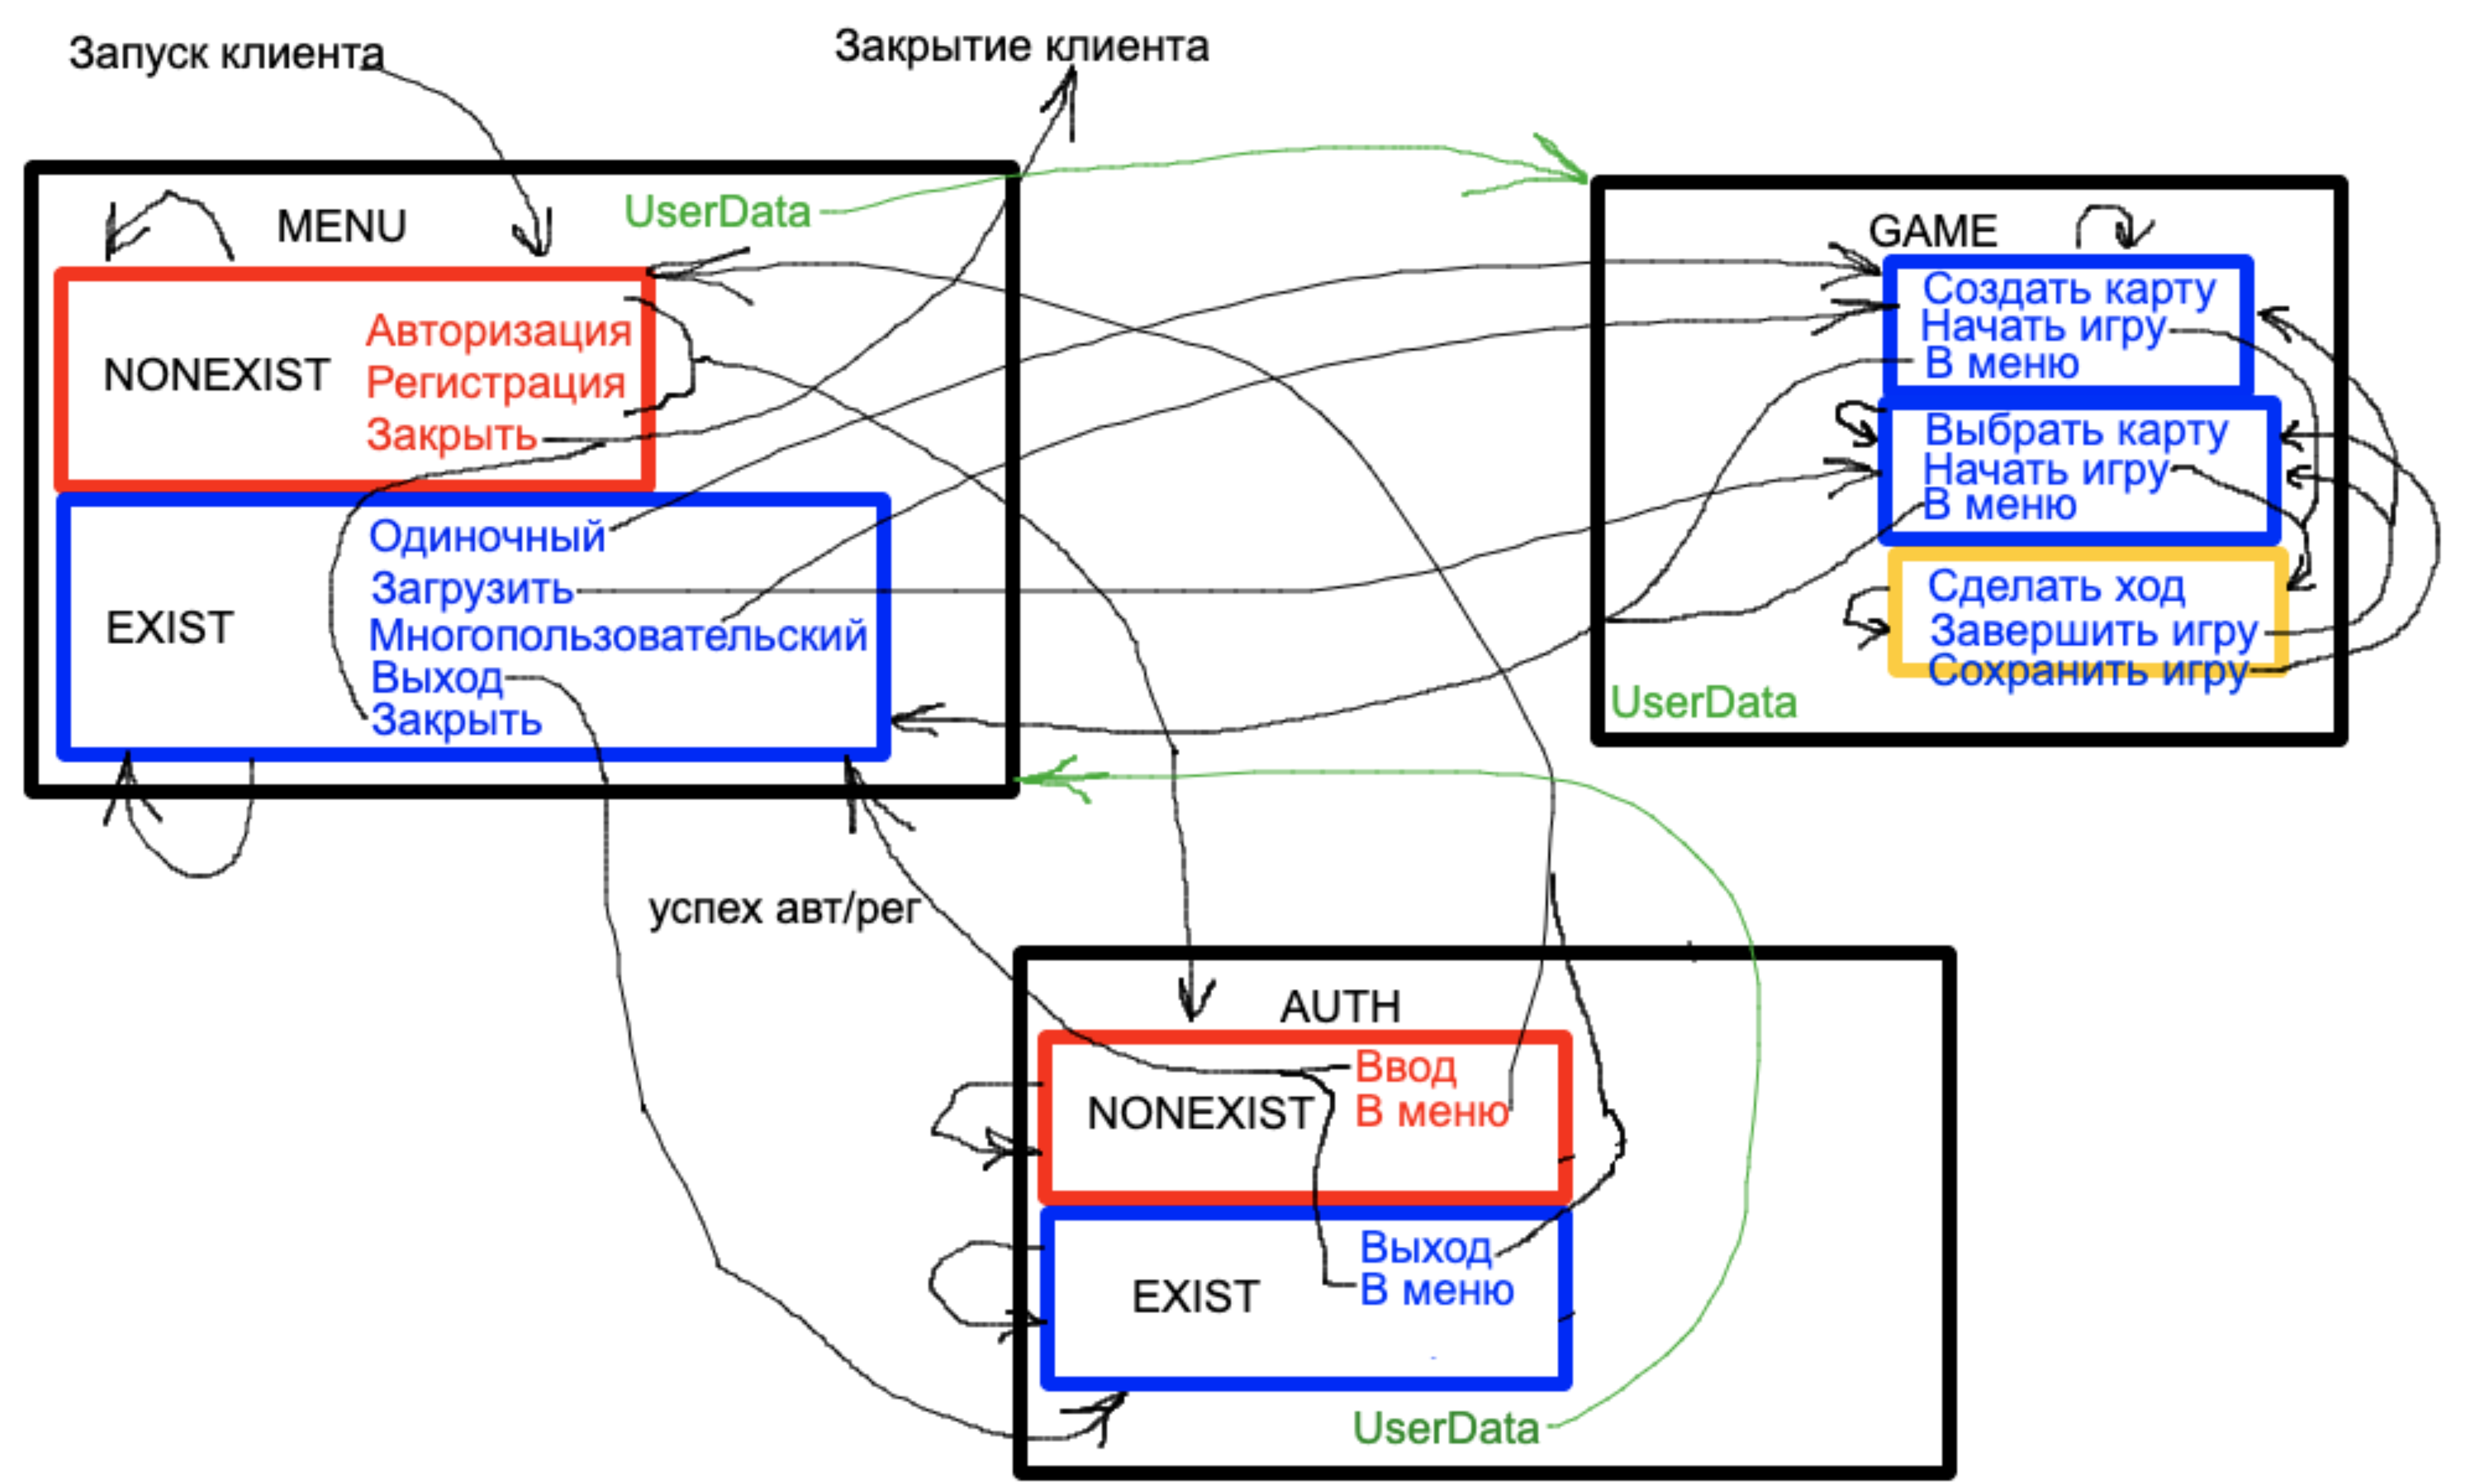 Запуск клиента
Закрытие клиента
MENU
UserData
NONEXIST
Авторизация
Регистрация
Закрыть
EXIST
Одиночный
Загрузить
Многопользовательский
Выход
Закрыть
GAME
Создать карту
Начать игру
В меню
Выбрать карту
Начать игру
В меню
Сделать ход
Завершить игру
Сохранить игру
UserData
успех авт/рег
AUTH
NONEXIST
Ввод
В меню
EXIST
Выход
В меню
UserData